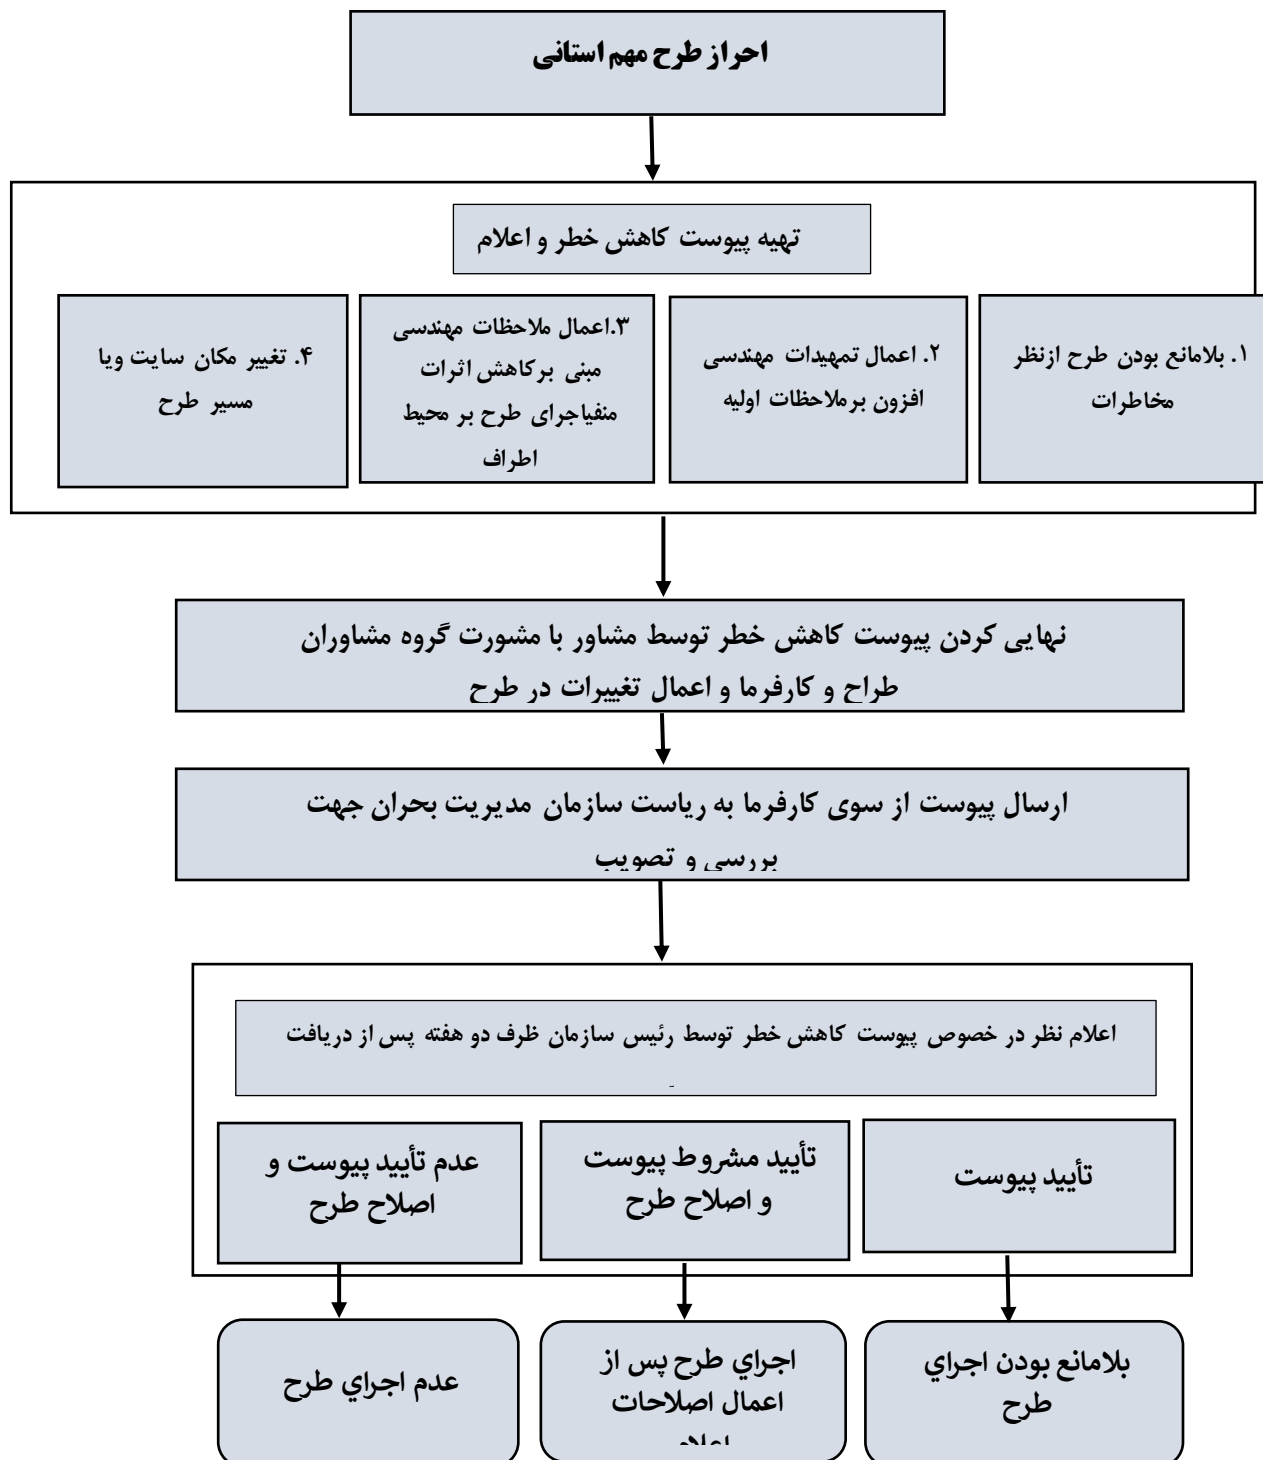 احراز طرح مهم استانی
تهیه پیوست کاهش خطر و اعلام
۱. بلامانع بودن طرح ازنظر
مخاطرات
۲. اعمال تمهیدات مهندسی
افزون برملاحظات اولیه
۳.اعمال ملاحظات مهندسی
مبنی برکاهش اثرات
منفیاجرای طرح بر محیط
اطراف
۴. تغییر مکان سایت ویا
مسیر طرح
نهایی کردن پیوست کاهش خطر توسط مشاور با مشورت گروه مشاوران
طراح و کارفرما و اعمال تغییرات در طرح
ارسال پیوست از سوی کارفرما به ریاست سازمان مدیریت بحران جهت
بررسی و تصویب
اعلام نظر در خصوص پیوست کاهش خطر توسط رئیس سازمان ظرف دو هفته پس از دریافت
تأیید پیوست
تأیید مشروط پیوست
و اصلاح طرح
عدم تأیید پیوست و
اصلاح طرح
بلامانع بودن اجراي
طرح
اجراي طرح پس از
اعمال اصلاحات
عدم اجراي طرح